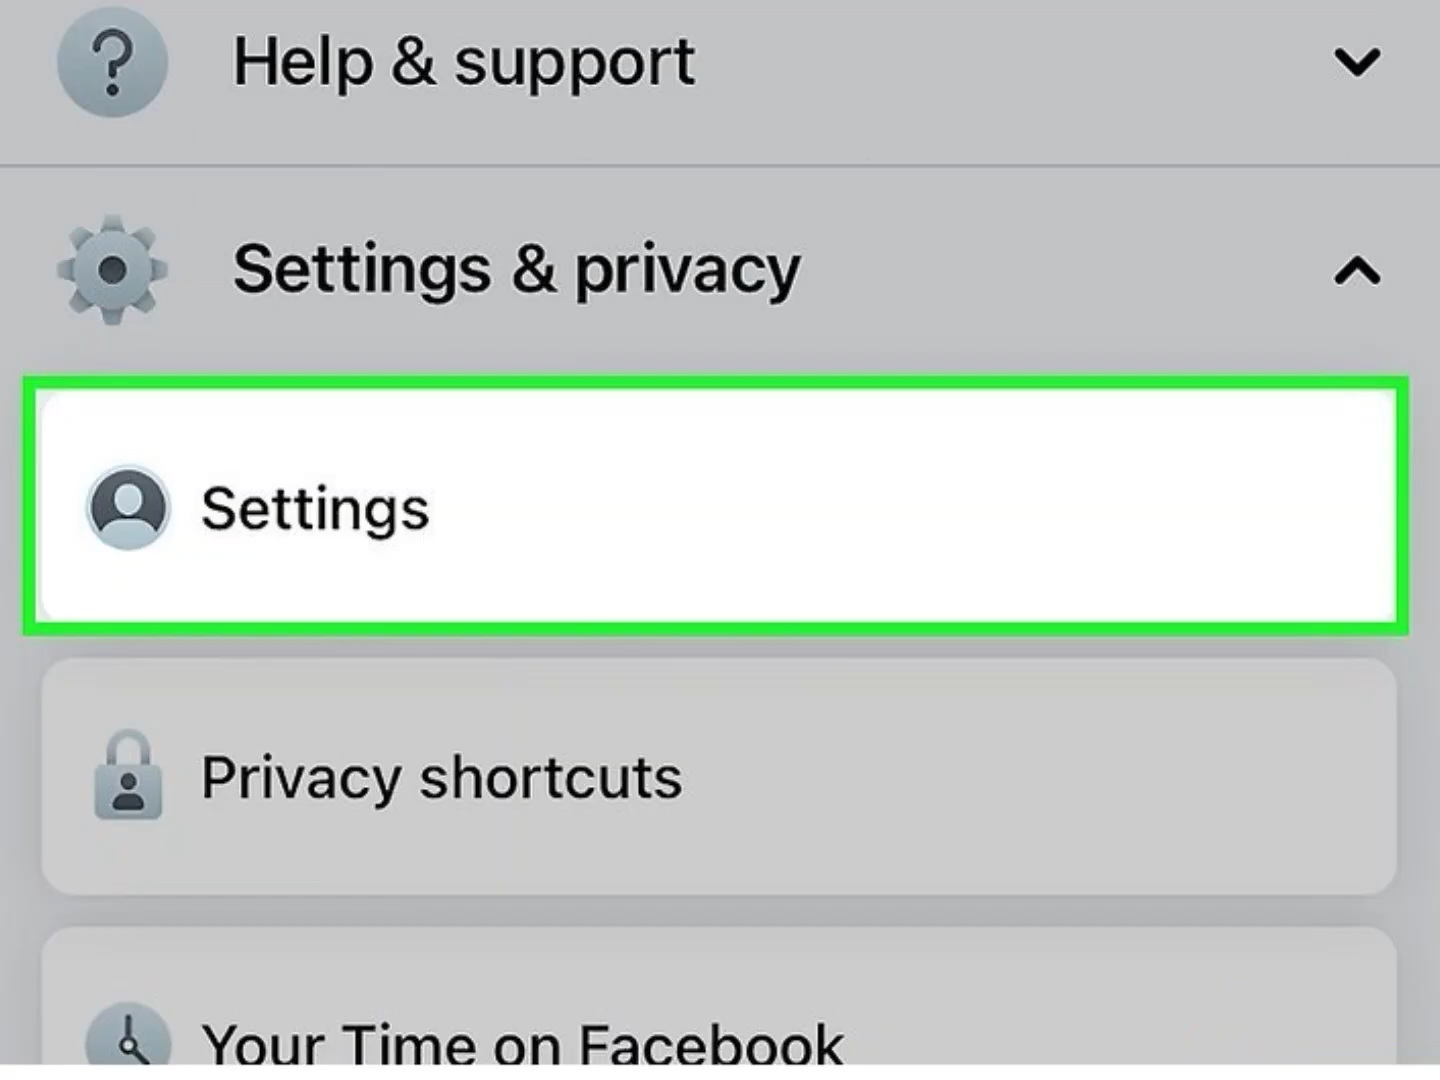 Help & support
Settings & privacy
Settings
Privacy shortcuts
Your Time on Facebook